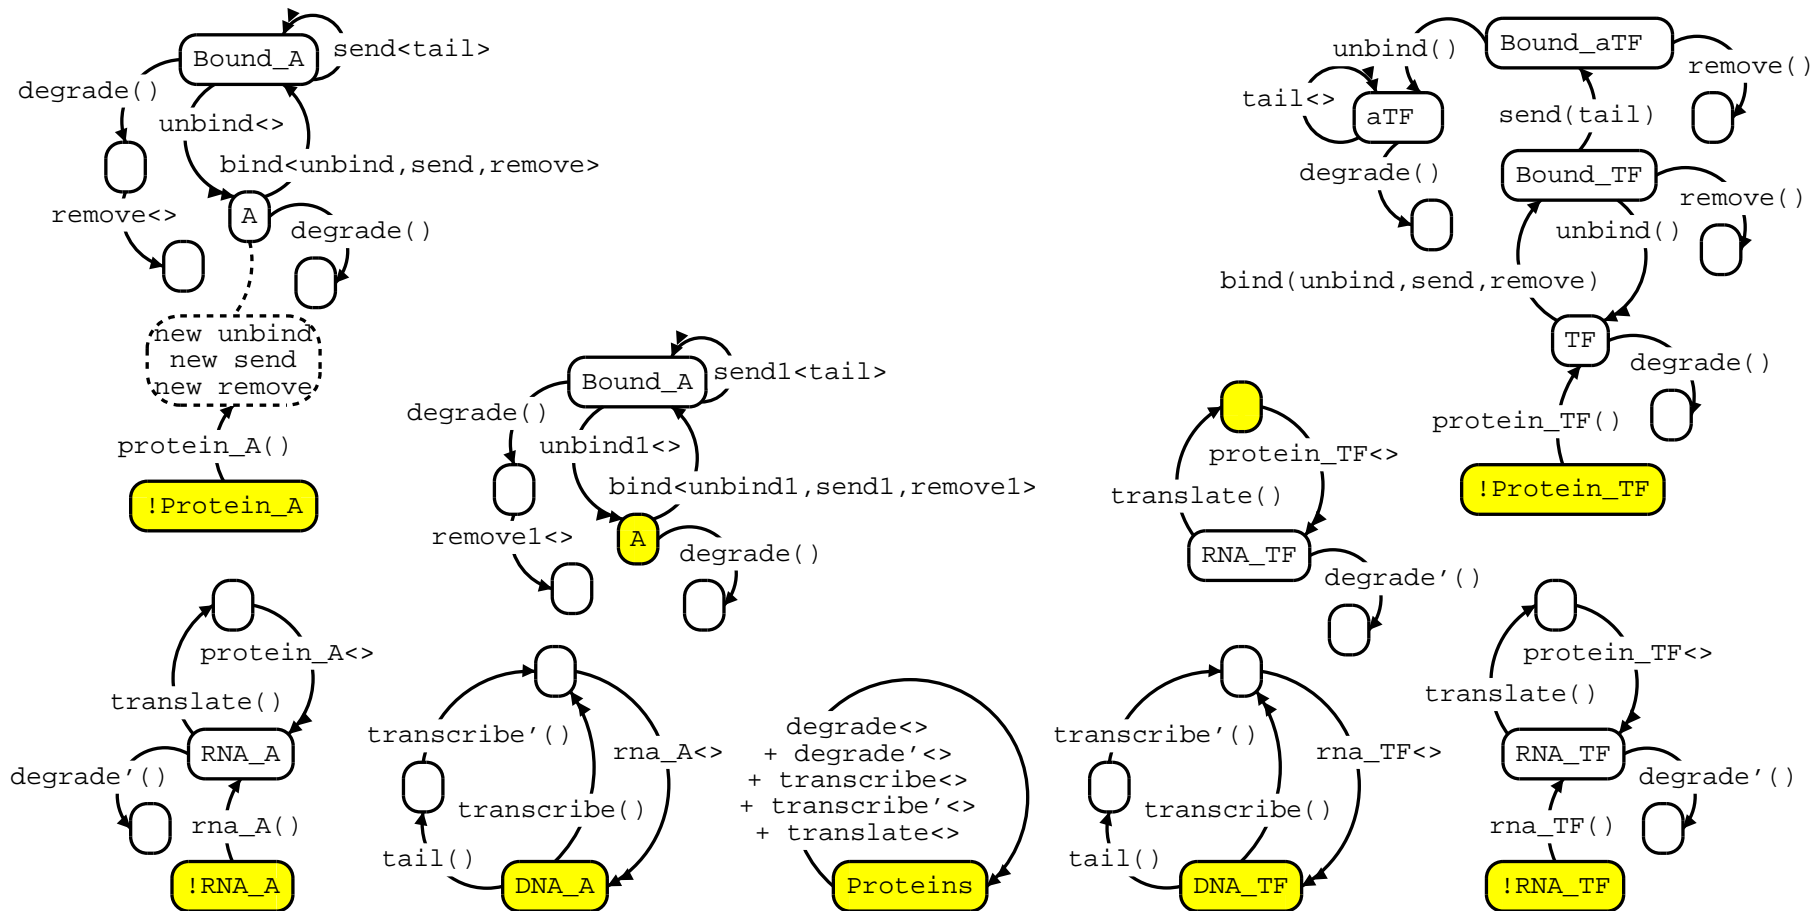 Bound_A
send<tail>
degrade()
unbind<>
bind<unbind,send,remove>
remove<>
A
degrade()
new unbind
new send
new remove
protein_A()
!Protein_A
Bound_A
send1<tail>
degrade()
unbind1<>
bind<unbind1,send1,remove1>
remove1<>
A
degrade()
unbind()
Bound_aTF
remove()
tail<>
aTF
send(tail)
degrade()
Bound_TF
remove()
unbind()
bind(unbind,send,remove)
TF
degrade()
protein_TF()
!Protein_TF
protein_TF<>
translate()
RNA_TF
degrade’()
protein_A<>
translate()
RNA_A
degrade’()
rna_A()
!RNA_A
transcribe’()
rna_A<>
transcribe()
tail()
DNA_A
degrade<>
+ degrade’<>
+ transcribe<>
+ transcribe’<>
+ translate<>
Proteins
transcribe’()
rna_TF<>
transcribe()
tail()
DNA_TF
protein_TF<>
translate()
RNA_TF
degrade’()
rna_TF()
!RNA_TF